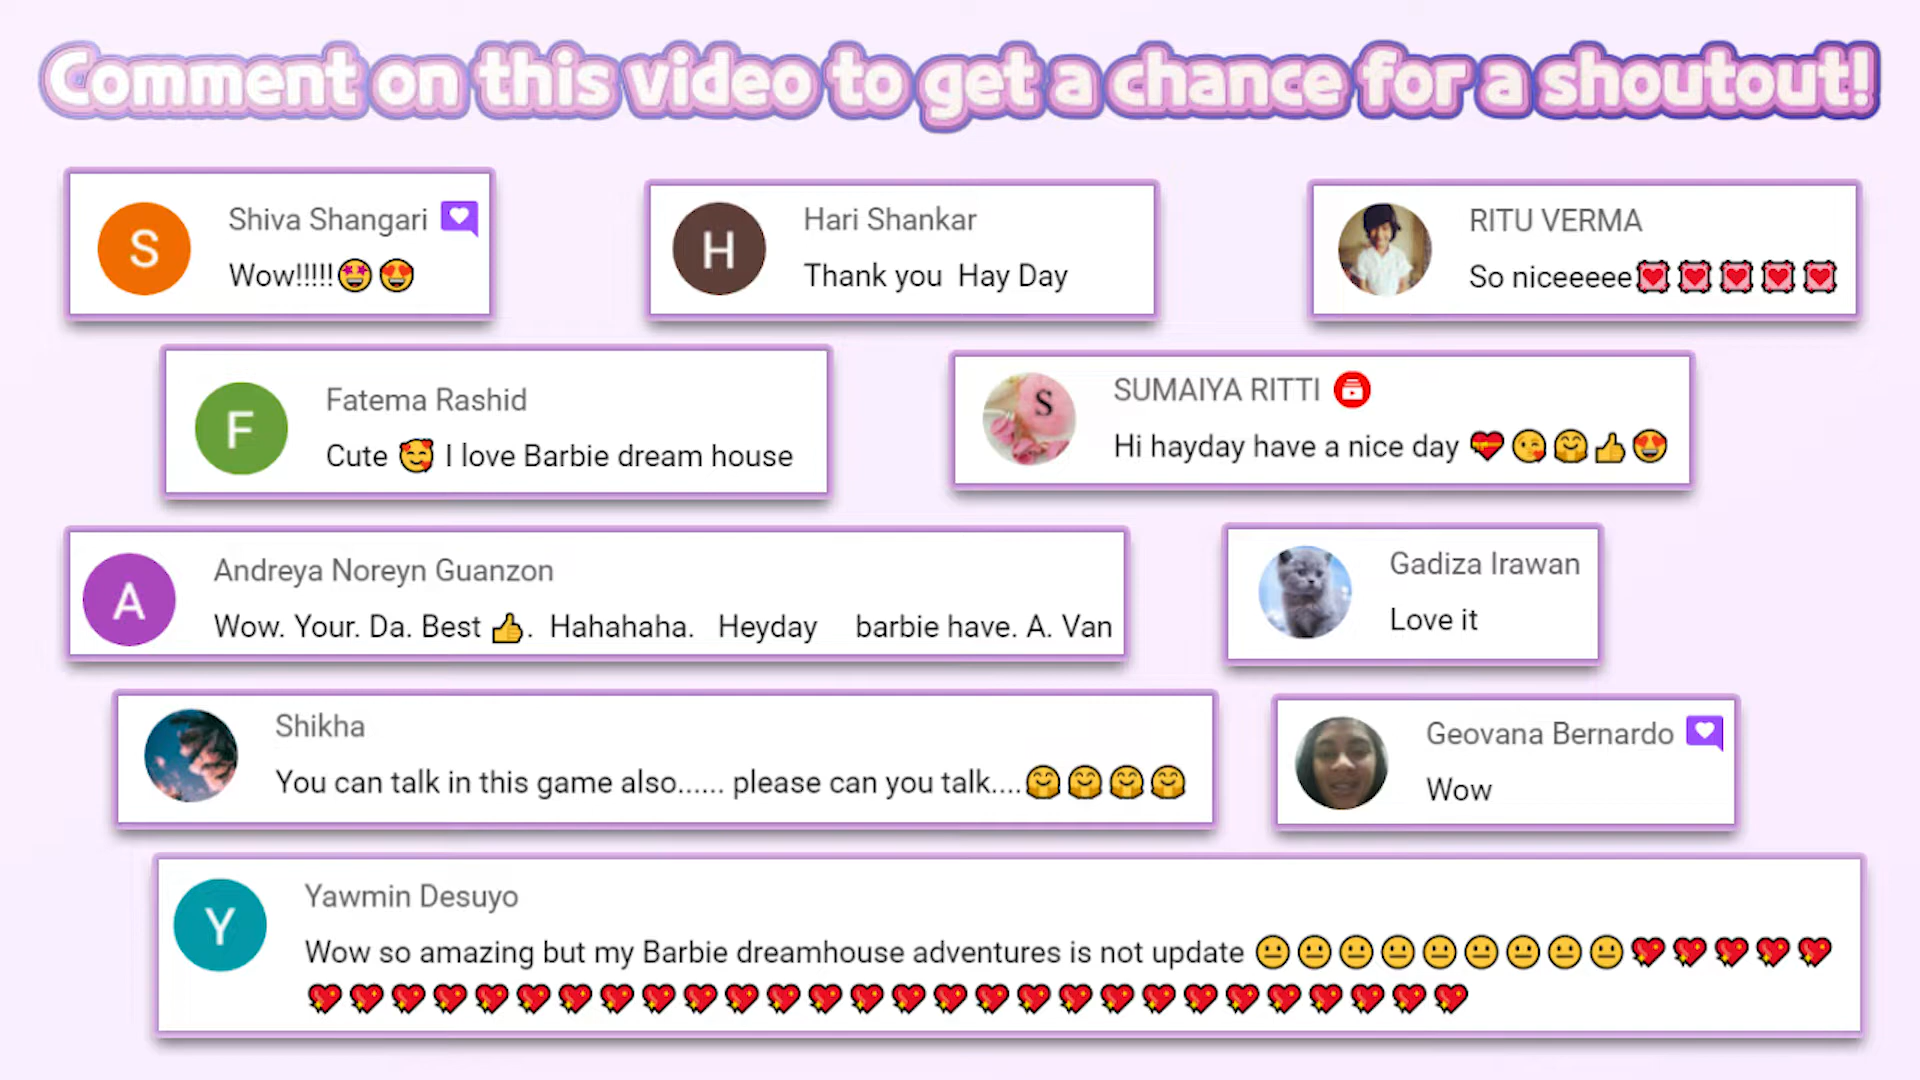 Comment on this video to get a chance for a shoutout!
S
Shiva Shangari
Wow!!!!!🤩😍
H
Hari Shankar
Thank you  Hay Day
RITU VERMA
So niceeeee💟💟💟💟💟
F
Fatema Rashid
Cute 🥰 I love Barbie dream house
S
SUMAIYA RITTI
Hi hayday have a nice day 💝😘🤗👍😍
A
Andreya Noreyn Guanzon
Wow. Your. Da. Best 👍.  Hahahaha.   Heyday    barbie have. A. Van
Gadiza Irawan
Love it
Shikha
You can talk in this game also...... please can you talk....🤗🤗🤗🤗
Geovana Bernardo
Wow
Y
Yawmin Desuyo
Wow so amazing but my Barbie dreamhouse adventures is not update 😐😐😐😐😐😐😐😐😐💖💖💖💖💖
💖💖💖💖💖💖💖💖💖💖💖💖💖💖💖💖💖💖💖💖💖💖💖💖💖💖💖💖